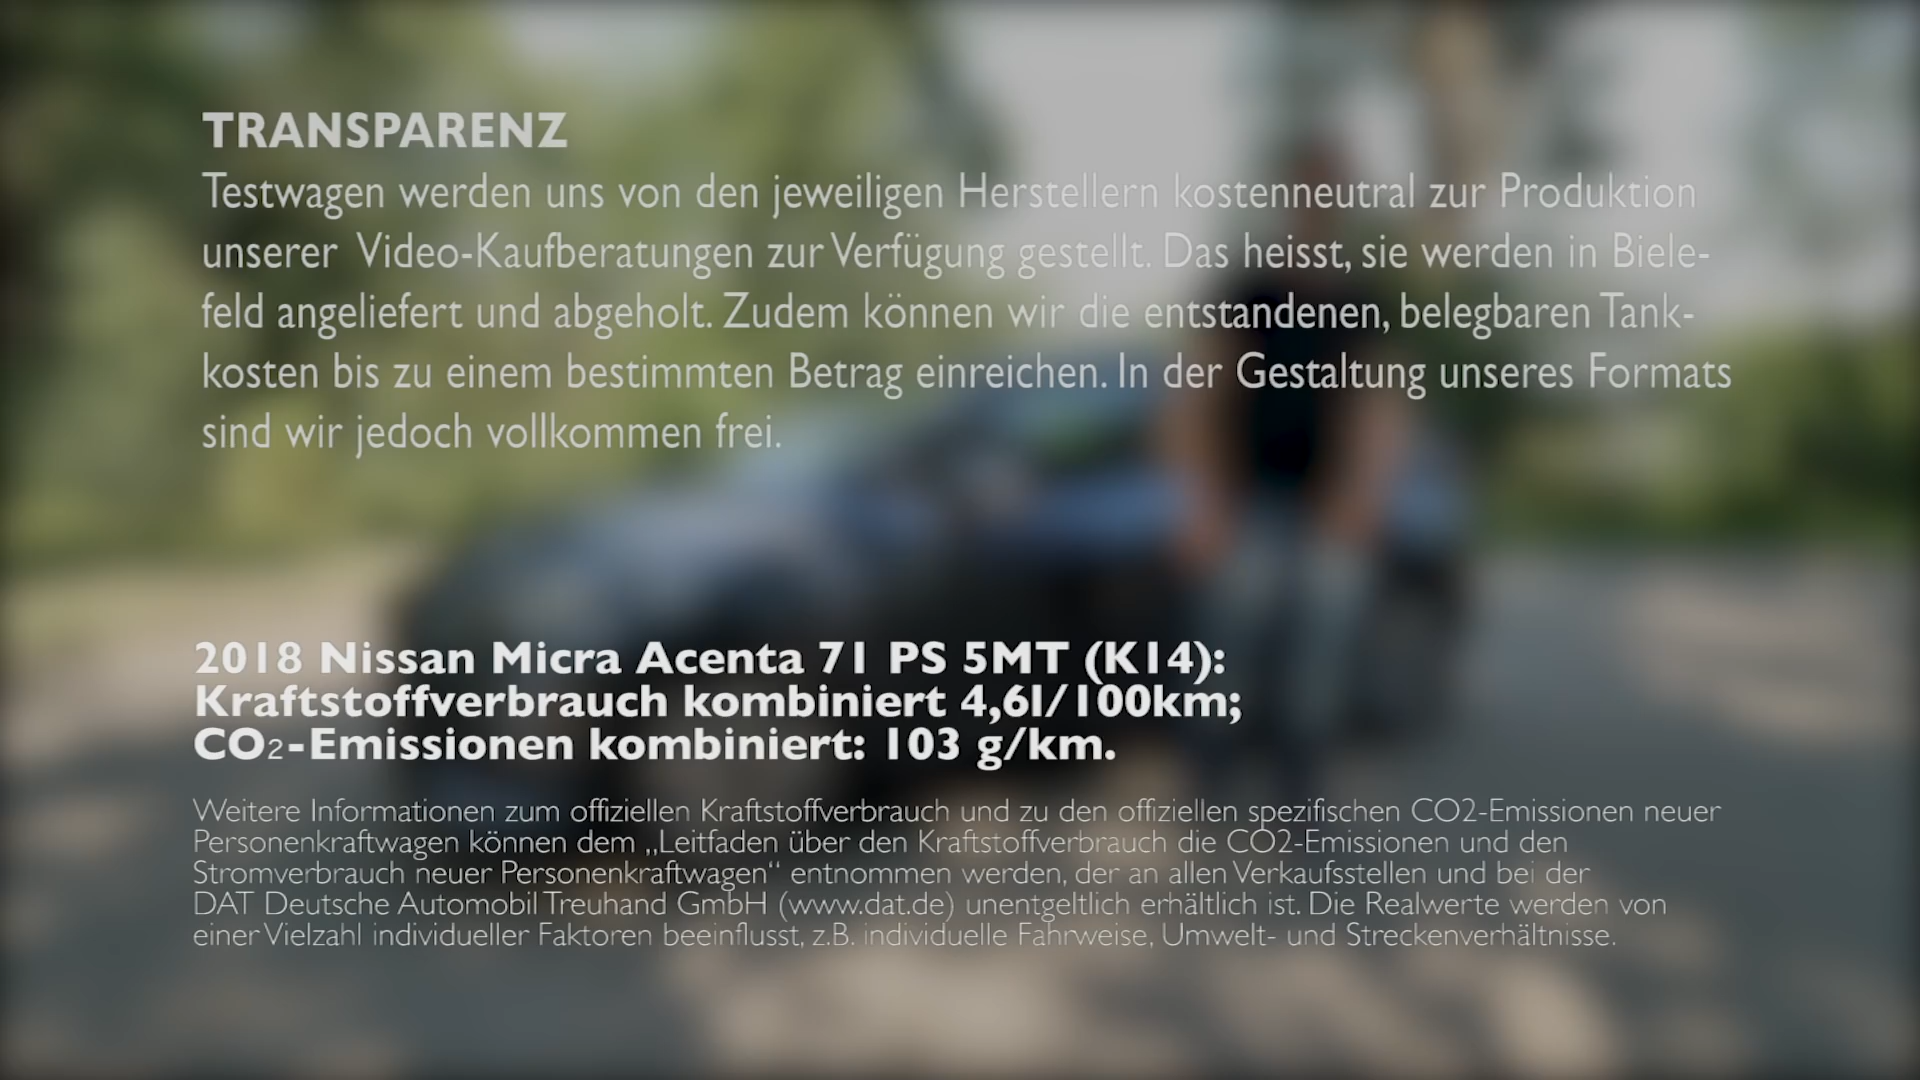 TRANSPARENZ
Testwagen werden uns von den jeweiligen Herstellern kostenneutral zur Produktion
unserer Video-Kaufberatungen zur Verfügung gestellt. Das heisst, sie werden in Biele-
feld angeliefert und abgeholt. Zudem können wir die entstandenen, belegbaren Tank-
kosten bis zu einem bestimmten Betrag einreichen. In der Gestaltung unseres Formats
sind wir jedoch vollkommen frei.
2018 Nissan Micra Acenta 71 PS 5MT (K14):
Kraftstoffverbrauch kombiniert 4,6l/100km;
CO2-Emissionen kombiniert: 103 g/km.
Weitere Informationen zum offiziellen Kraftstoffverbrauch und zu den offiziellen spezifischen CO2-Emissionen neuer
Personenkraftwagen können dem „Leitfaden über den Kraftstoffverbrauch die CO2-Emissionen und den
Stromverbrauch neuer Personenkraftwagen“ entnommen werden, der an allen Verkaufsstellen und bei der
DAT Deutsche Automobil Treuhand GmbH (www.dat.de) unentgeltlich erhältlich ist. Die Realwerte werden von
einer Vielzahl individueller Faktoren beeinflusst, z.B. individuelle Fahrweise, Umwelt- und Streckenverhältnisse.